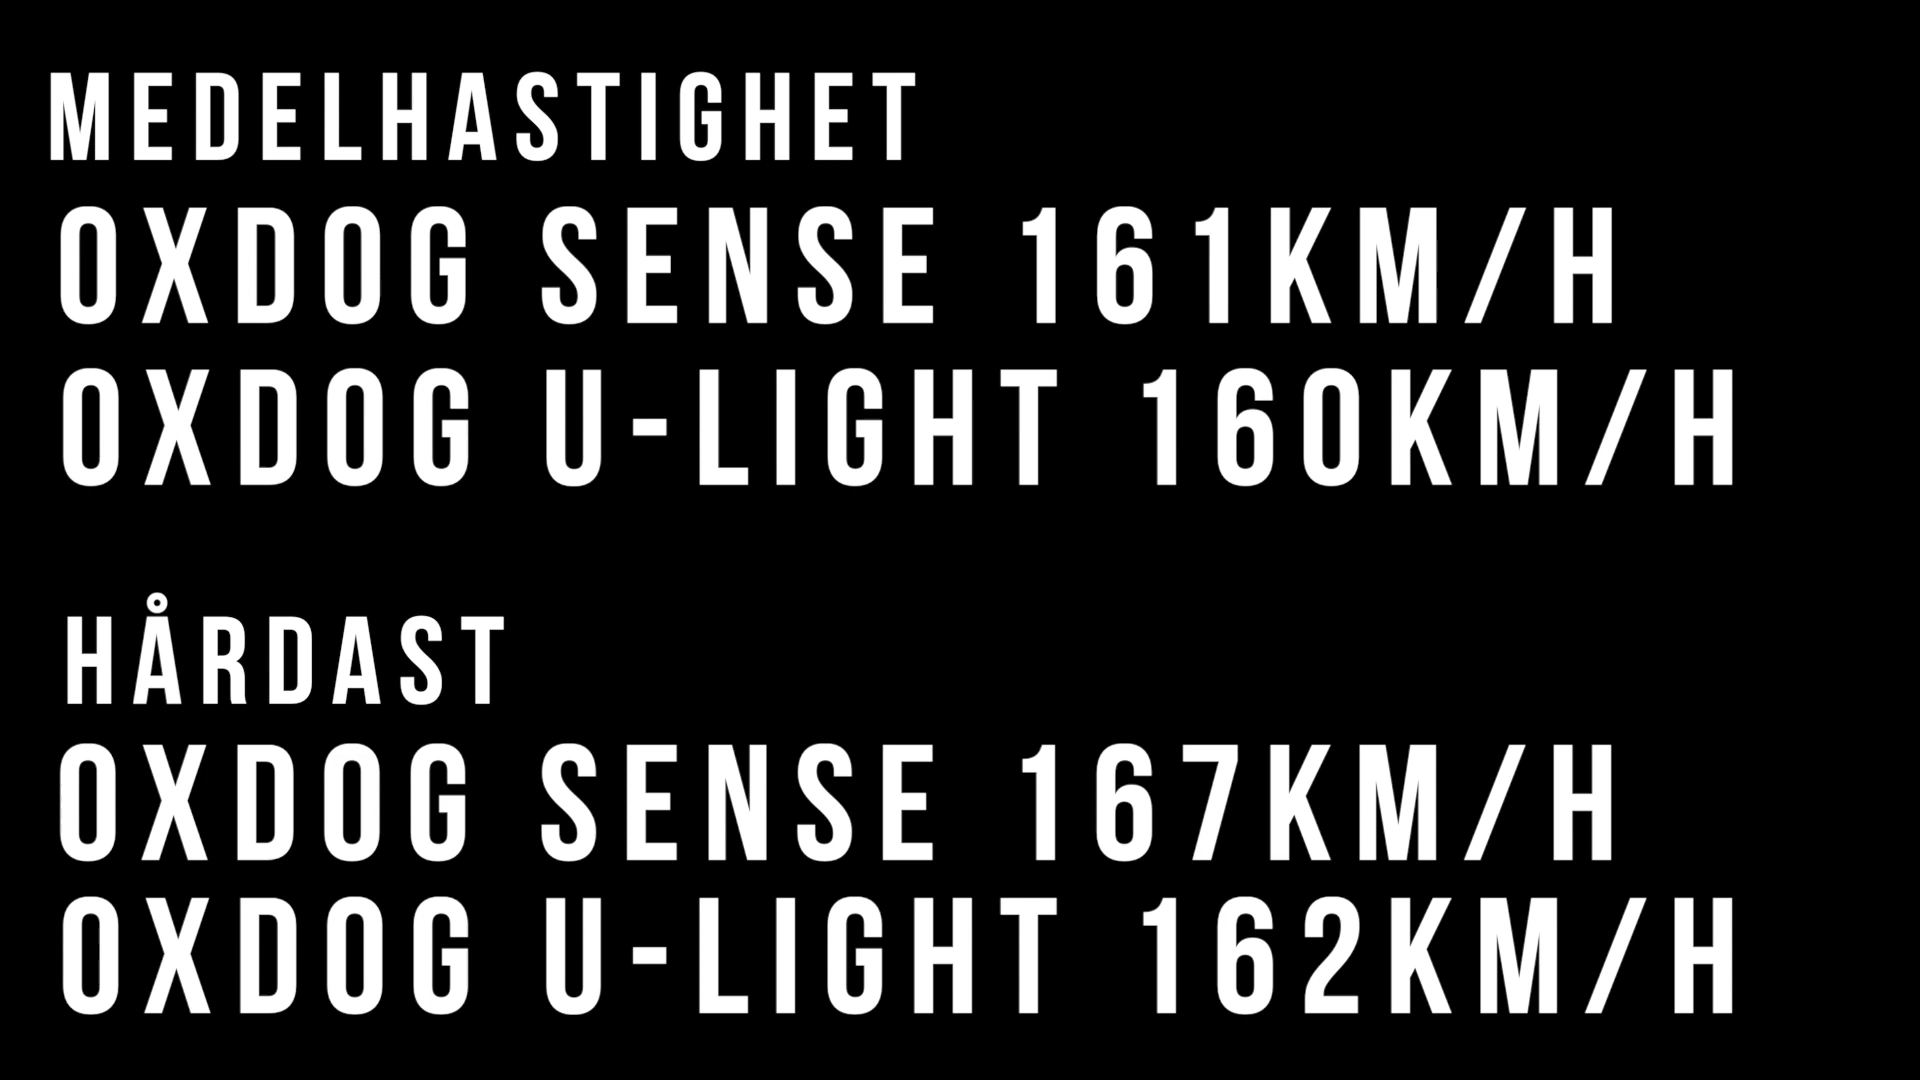 MEDELHASTIGHET
OXDOG SENSE 161KM/H
OXDOG U-LIGHT 160KM/H
HÅRDAST
OXDOG SENSE 167KM/H
OXDOG U-LIGHT 162KM/H